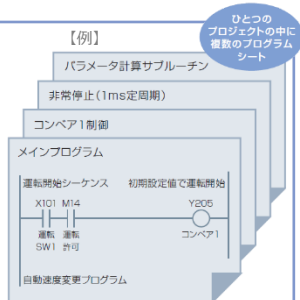 【例】
ひとつの
プロジェクトの中に
複数のプログラム
シート
パラメータ計算サブルーチン
非常停止(1ms定周期)
コンベア1制御
メインプログラム
運転開始シーケンス 初期設定値で運転開始
X101 M14 Y205
運転 運転 コンベア1
SW1 許可
自動速度変更プログラム